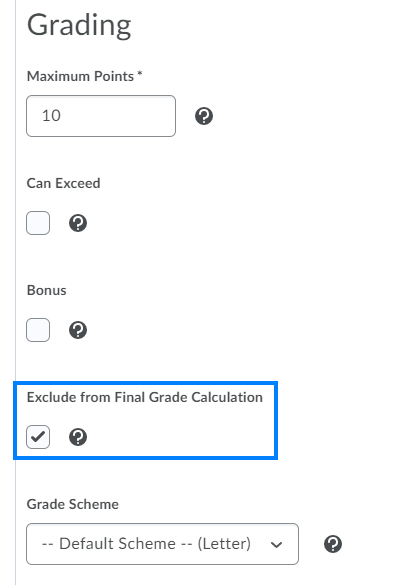 Grading
Maximum Points *
10
Can Exceed
Bonus
Exclude from Final Grade Calculation
Grade Scheme
-- Default Scheme -- (Letter)